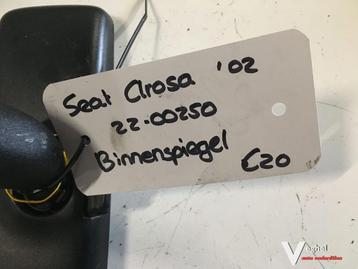 Seat Arosa '02
22-00250
Binnenspiegel
€20